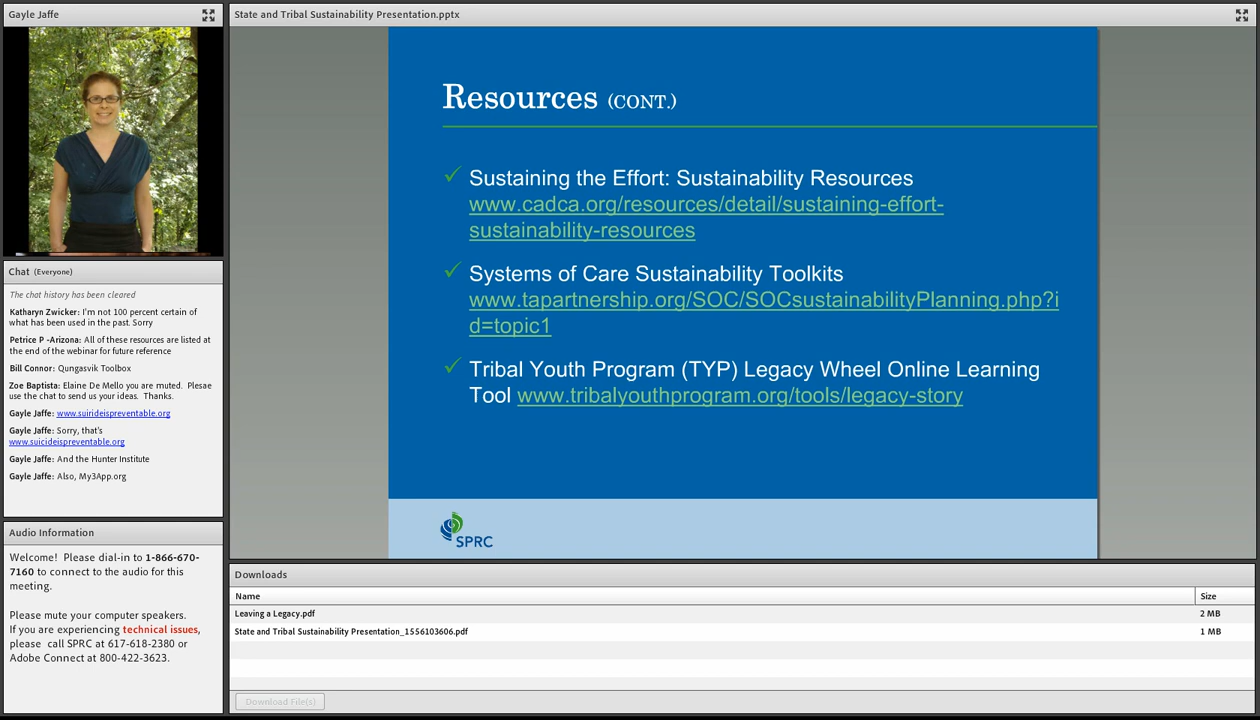 Gayle Jaffe
Chat (Everyone)
The chat history has been cleared
Katharyn Zwicker: I'm not 100 percent certain of
what has been used in the past. Sorry
Petrice P -Arizona: All of these resources are listed at
the end of the webinar for future reference
Bill Connor: Qungasvik Toolbox
Zoe Baptista: Elaine De Mello you are muted. Plesae
use the chat to send us your ideas. Thanks.
Gayle Jaffe: www.suirideispreventable.org
Gayle Jaffe: Sorry, that's
www.suicideispreventable.org
Gayle Jaffe: And the Hunter Institute
Gayle Jaffe: Also, My3App.org
Audio Information
Welcome! Please dial-in to 1-866-670-
7160 to connect to the audio for this
meeting.
Please mute your computer speakers.
If you are experiencing technical issues,
please call SPRC at 617-618-2380 or
Adobe Connect at 800-422-3623.
State and Tribal Sustainability Presentation.pptx
Resources (CONT.)
Sustaining the Effort: Sustainability Resources
www.cadca.org/resources/detail/sustaining-effort-
sustainability-resources
Systems of Care Sustainability Toolkits
www.tapartnership.org/SOC/SOCsustainabilityPlanning.php?i
d=topic1
Tribal Youth Program (TYP) Legacy Wheel Online Learning
Tool www.tribalyouthprogram.org/tools/legacy-story
SPRC
Downloads
Name Size
Leaving a Legacy.pdf 2 MB
State and Tribal Sustainability Presentation_1556103606.pdf 1 MB
Download File(s)